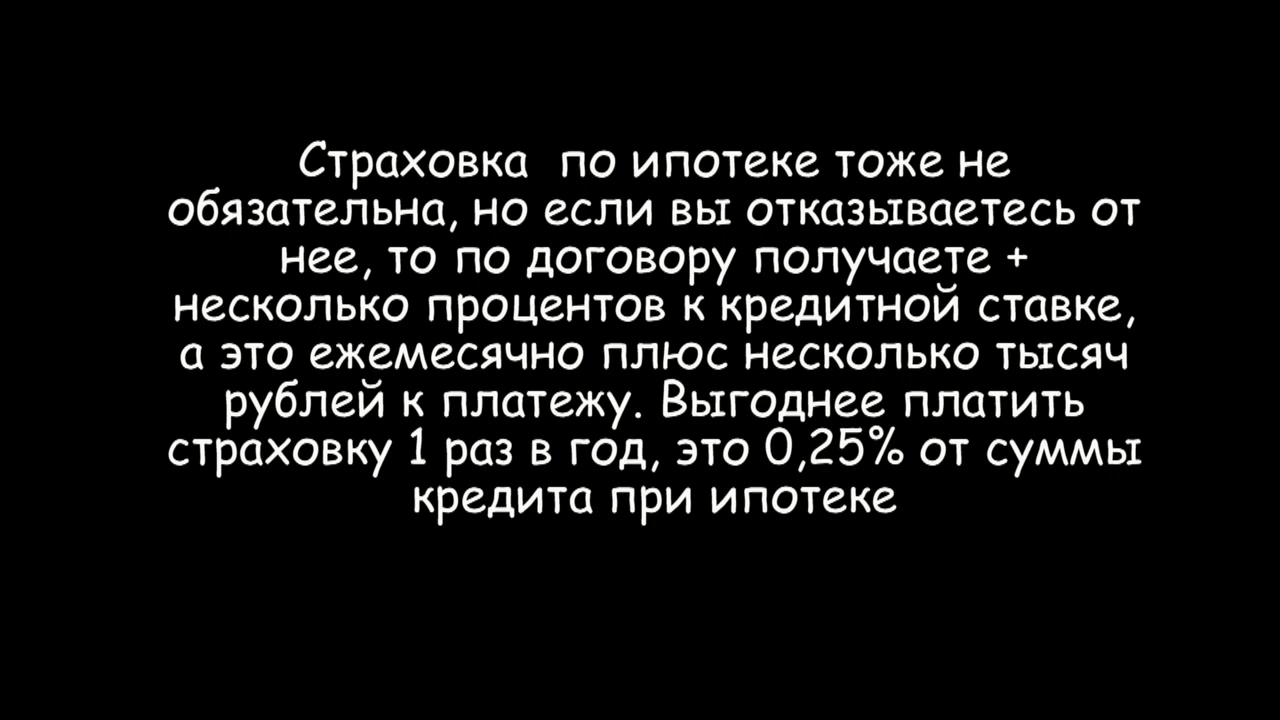 Страховка  по ипотеке тоже не
обязательна, но если вы отказываетесь от
нее, то по договору получаете +
несколько процентов к кредитной ставке,
а это ежемесячно плюс несколько тысяч
рублей к платежу. Выгоднее платить
страховку 1 раз в год, это 0,25% от суммы
кредита при ипотеке